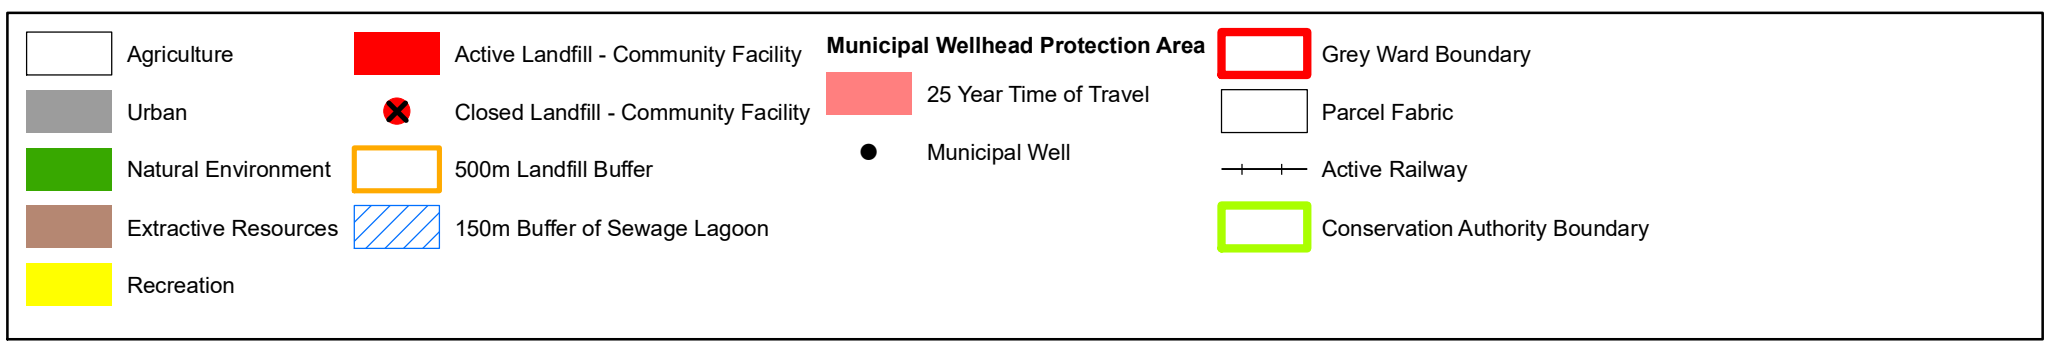 Agriculture
Urban
Natural Environment
Extractive Resources
Recreation
Active Landfill - Community Facility
Closed Landfill - Community Facility
500m Landfill Buffer
150m Buffer of Sewage Lagoon
Municipal Wellhead Protection Area
25 Year Time of Travel
Municipal Well
Grey Ward Boundary
Parcel Fabric
Active Railway
Conservation Authority Boundary